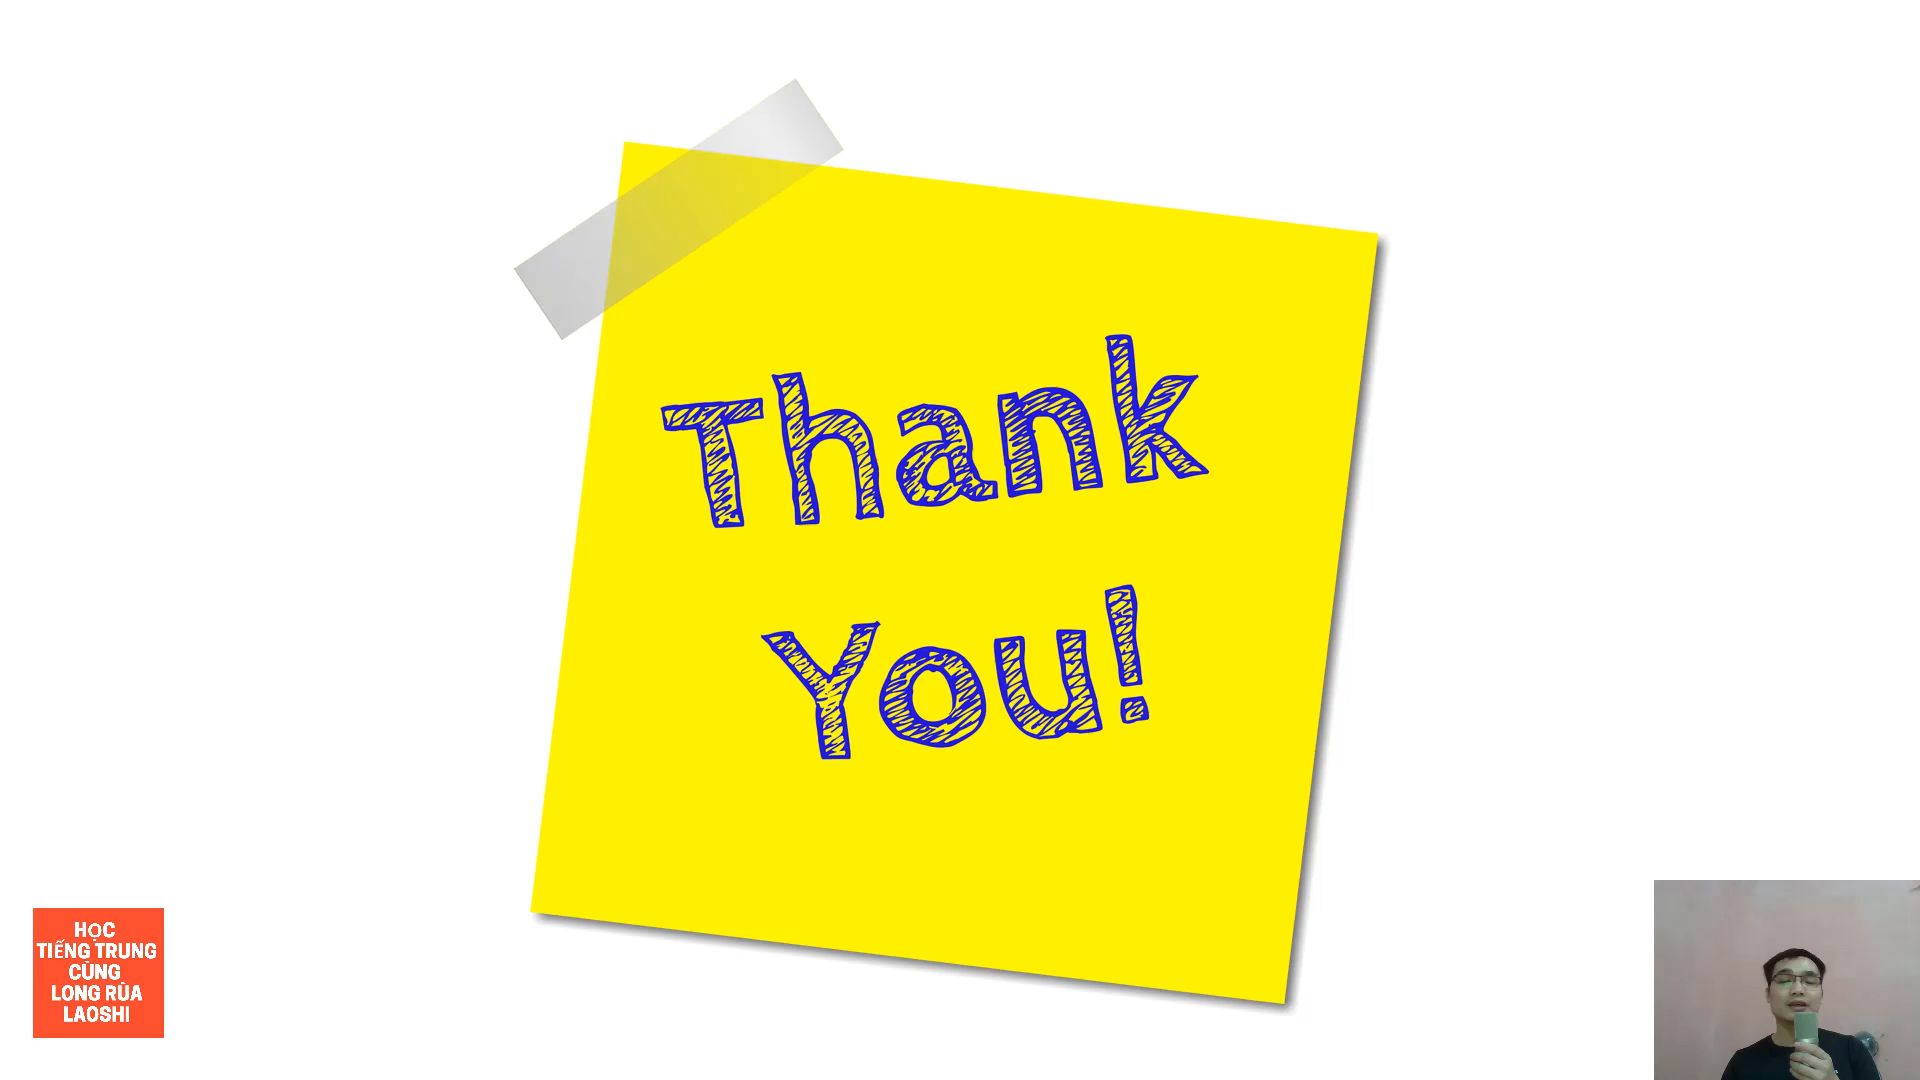 Thank
You!
HỌC
TIẾNG TRUNG
CÙNG
LONG RÙA
LAOSHI